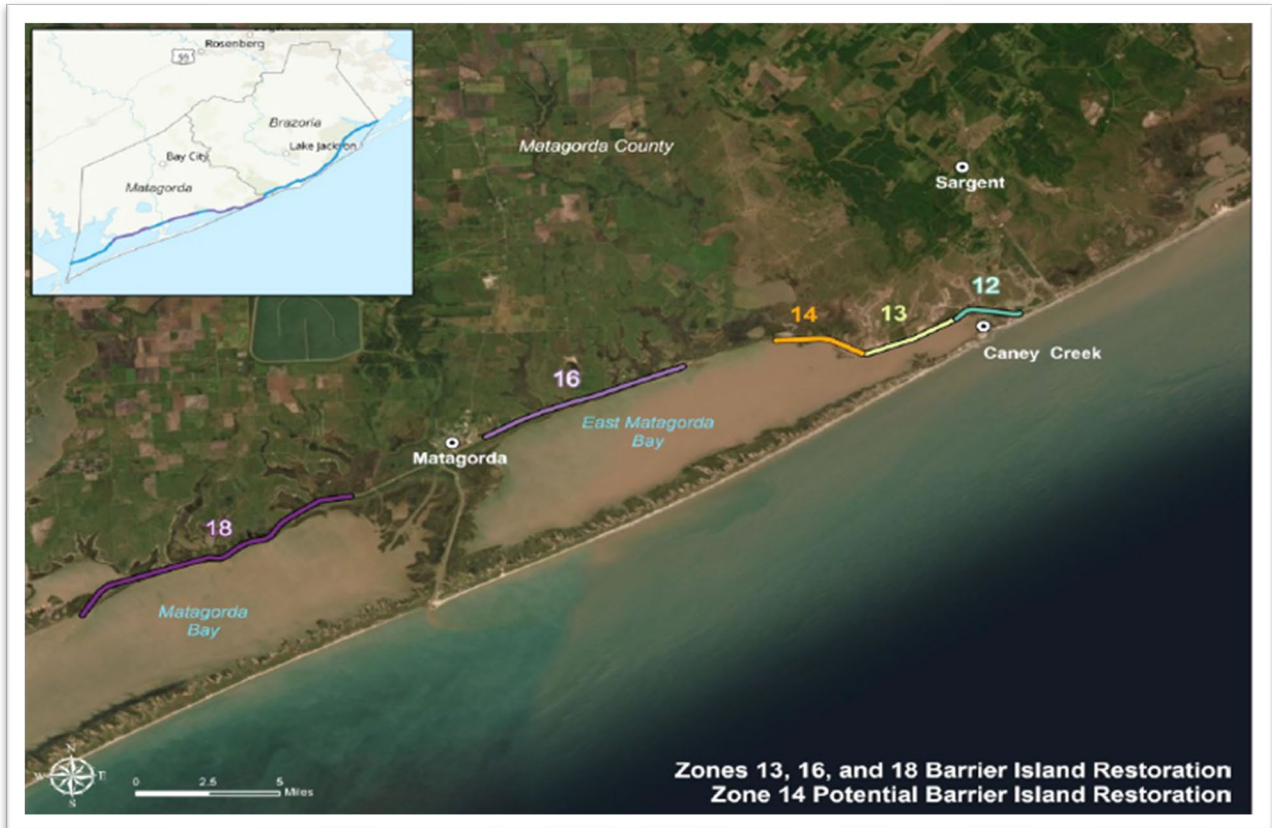 Rosenberg
Brazoria
Lake Jackson
Bay City
Matagorda
Matagorda County
Sargent
12
13
14
Caney Creek
16
East Matagorda
Bay
Matagorda
18
Matagorda
Bay
N
W E
S
0 2.5 5
Miles
Zones 13, 16, and 18 Barrier Island Restoration
Zone 14 Potential Barrier Island Restoration